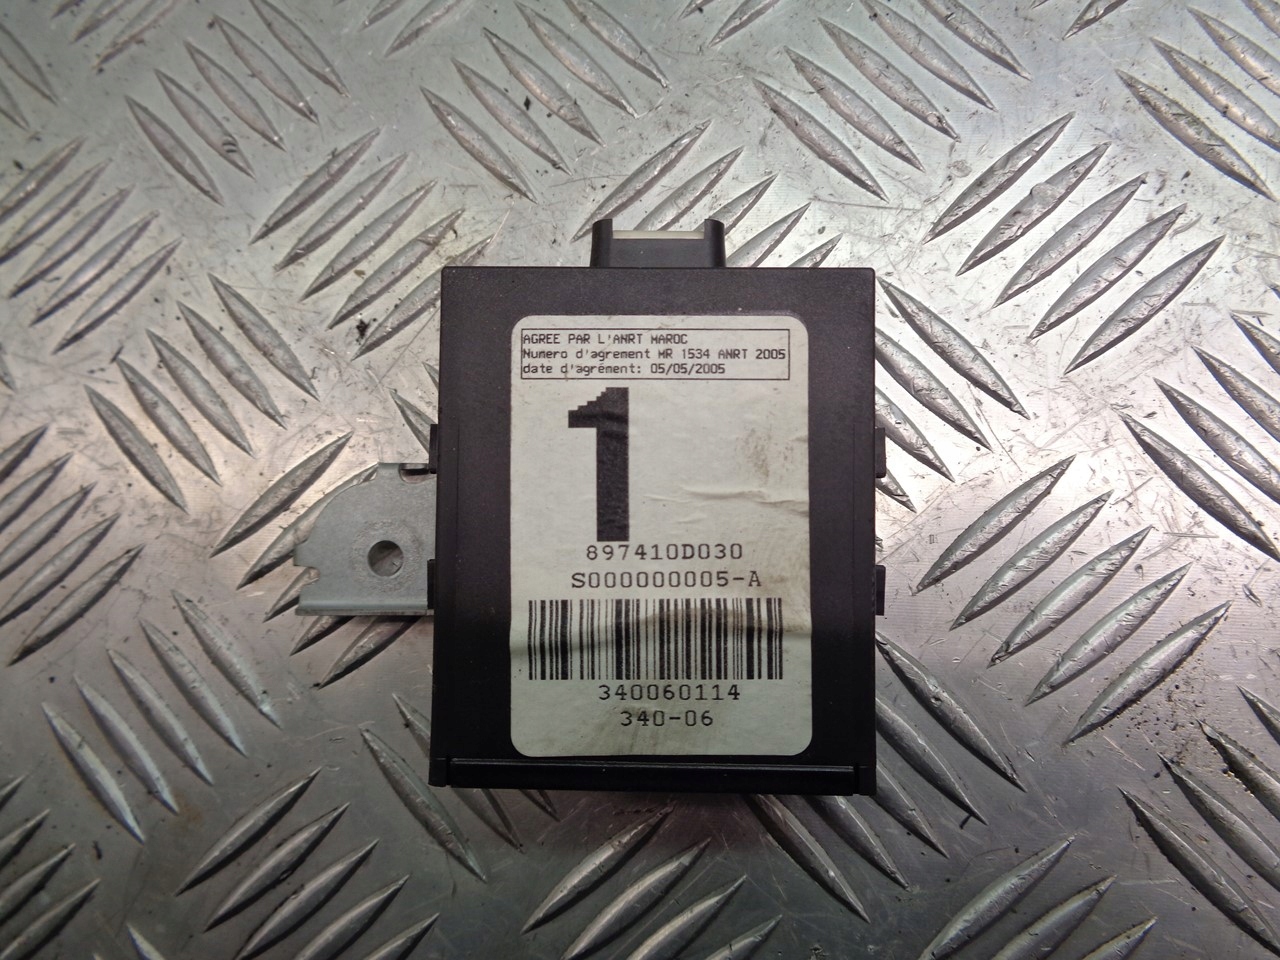 AGREE PAR L'ANRT MAROC
Numero d'agrement MR 1534 ANRT 2005
date d'agrément: 05/05/2005
1
897410D030
S000000005-A
340060114
340-06